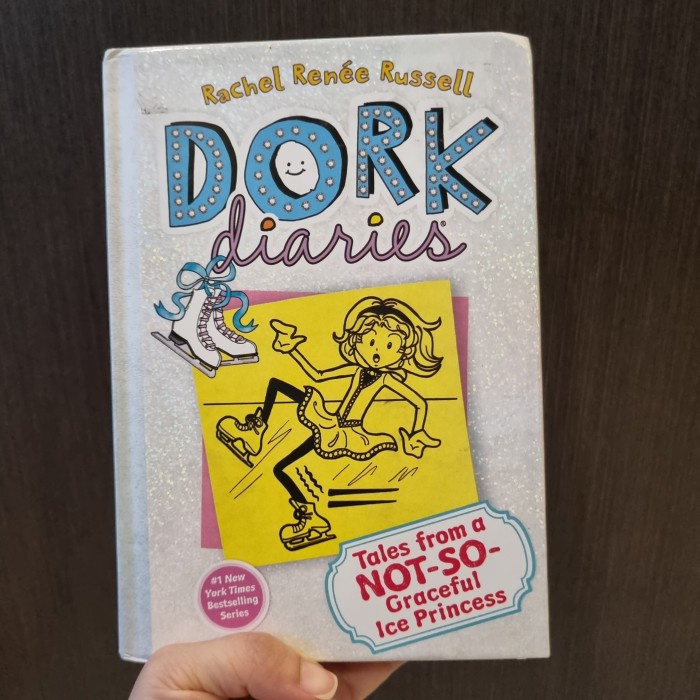 Rachel Renée Russell
DORK
diaries®
Tales from a
NOT-SO-
Graceful
Ice Princess
#1 New
York Times
Bestselling
Series